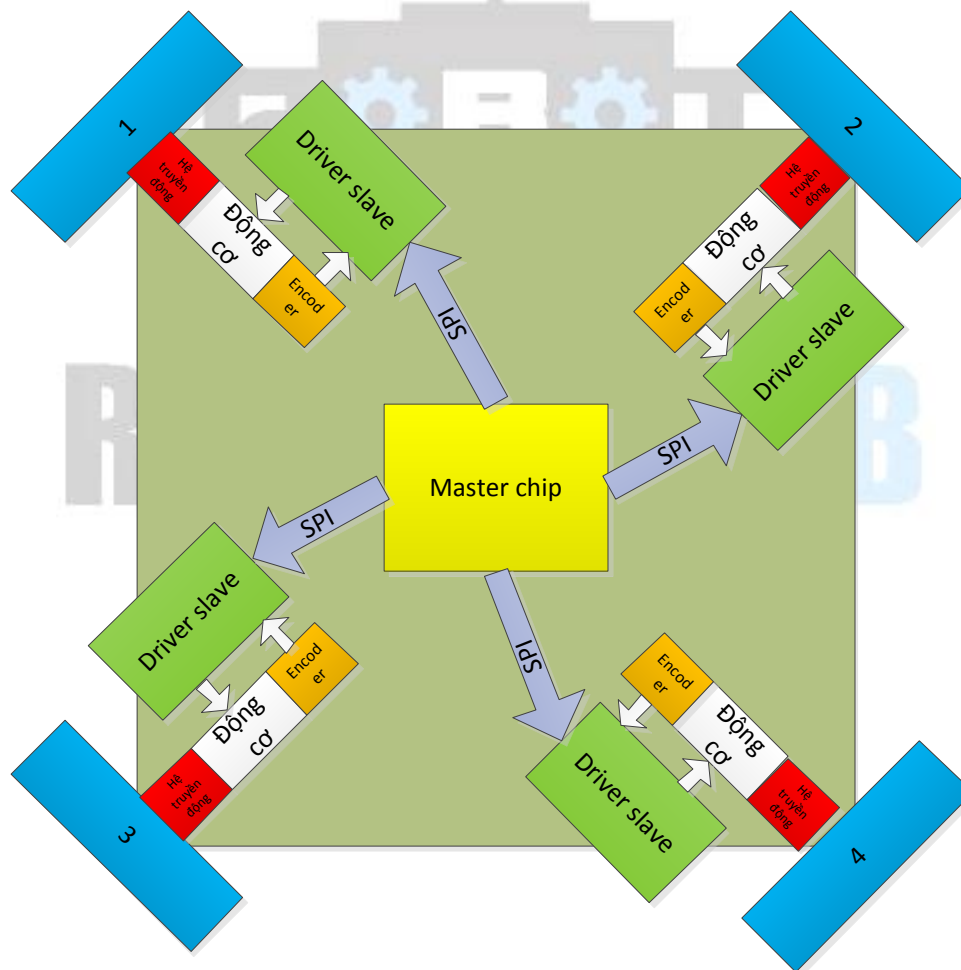 1
Hệ
truyền
động
Động
cơ
Encod
er
Driver slave
SPI
2
Hệ
truyền
động
Động
cơ
Encod
er
Driver slave
SPI
Master chip
SPI
Driver slave
Encod
er
Động
cơ
Hệ
truyền
động
3
SPI
Driver slave
Encod
er
Động
cơ
Hệ
truyền
động
4